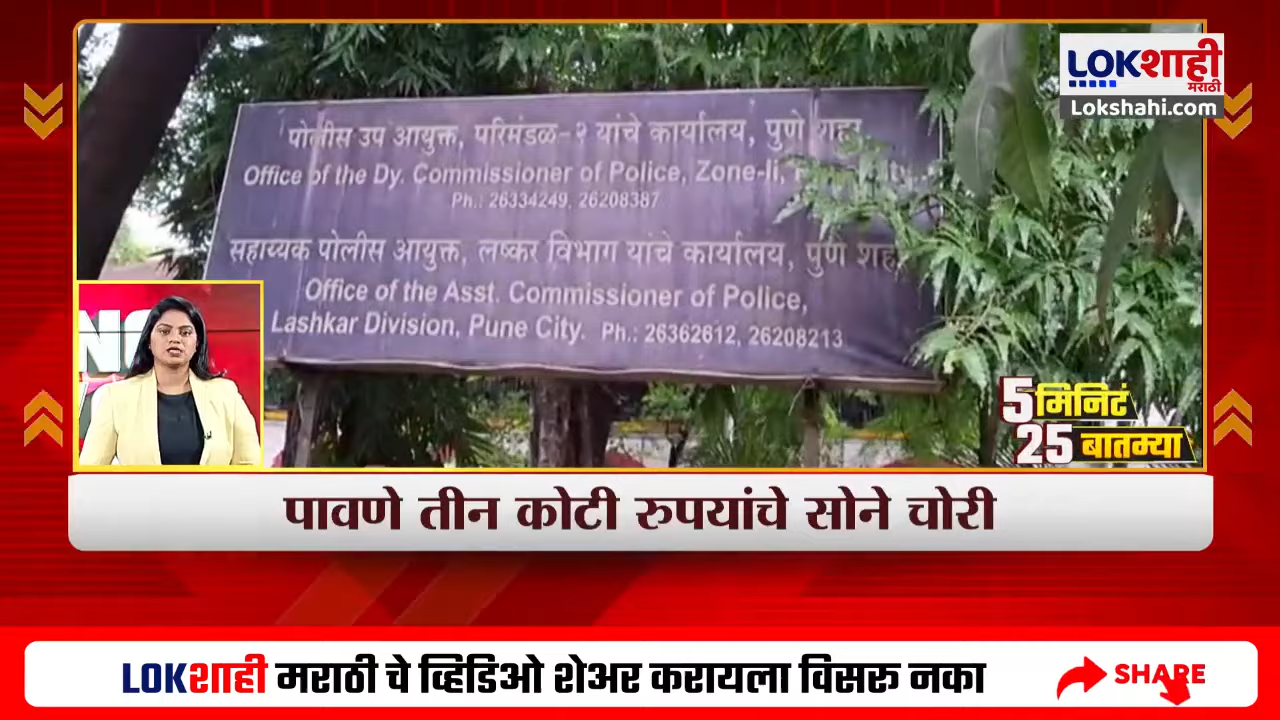 LOKशाही
मराठी
Lokshahi.com
पोलीस उप आयुक्त, परिमंडळ-२ यांचे कार्यालय, पुणे शहर
Office of the Dy. Commissioner of Police, Zone-II,
Ph.: 26334249, 26208387
सहाय्यक पोलीस आयुक्त, लष्कर विभाग यांचे कार्यालय, पुणे शहर,
Office of the Asst. Commissioner of Police,
Lashkar Division, Pune City. Ph.: 26362612, 26208213
5 मिनिटं
25 बातम्या
पावणे तीन कोटी रुपयांचे सोने चोरी
LOKशाही मराठी चे व्हिडिओ शेअर करायला विसरू नका
SHARE